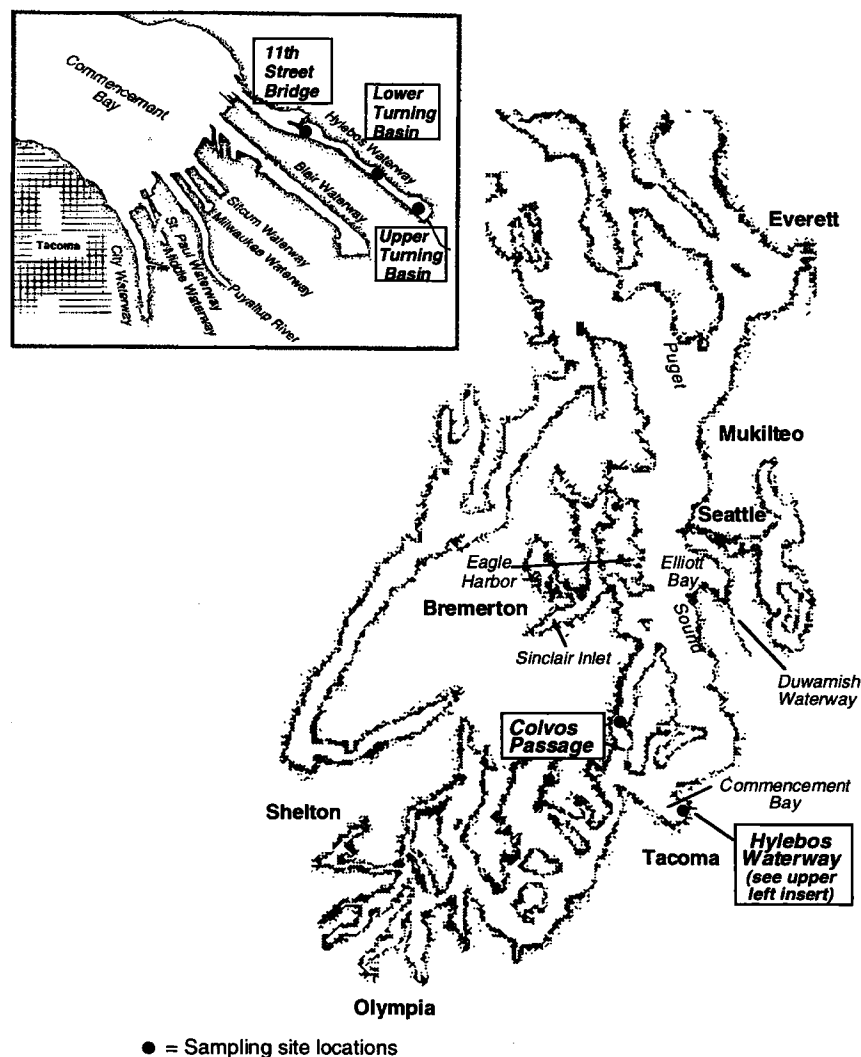 Commencement
Bay
11th
Street
Bridge
Lower
Turning
Basin
Hylebos Waterway
Blair Waterway
Upper
Turning
Basin
Sitcum Waterway
Milwaukee Waterway
Tacoma
St. Paul Waterway
Middle Waterway
Puyallup River
City Waterway
Everett
Puget
Mukilteo
Seattle
Eagle
Harbor
Elliott
Bay
Bremerton
Sound
Sinclair Inlet
Duwamish
Waterway
Colvos
Passage
Commencement
Bay
Shelton
Tacoma
Hylebos
Waterway
(see upper
left insert)
Olympia
● = Sampling site locations